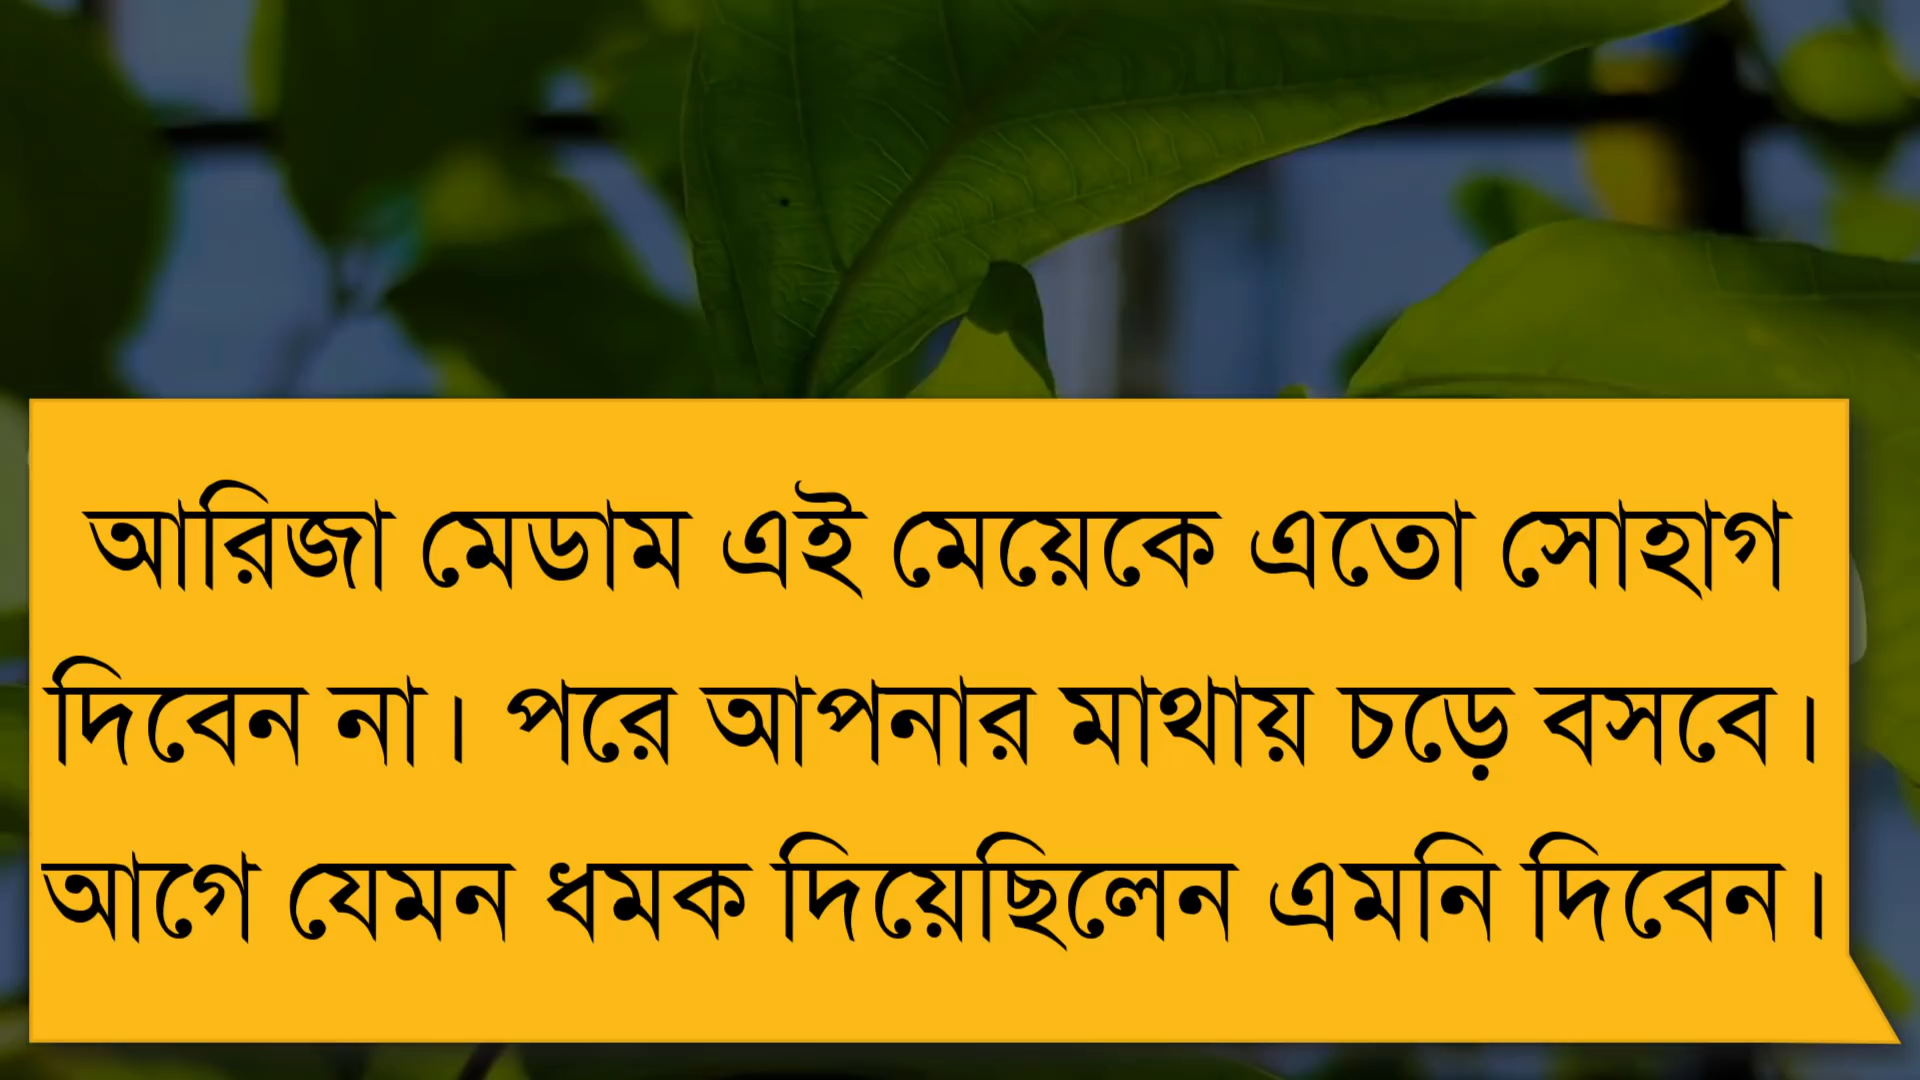 আরিজা মেডাম এই মেয়েকে এতো সোহাগ
দিবেন না। পরে আপনার মাথায় চড়ে বসবে।
আগে যেমন ধমক দিয়েছিলেন এমনি দিবেন।